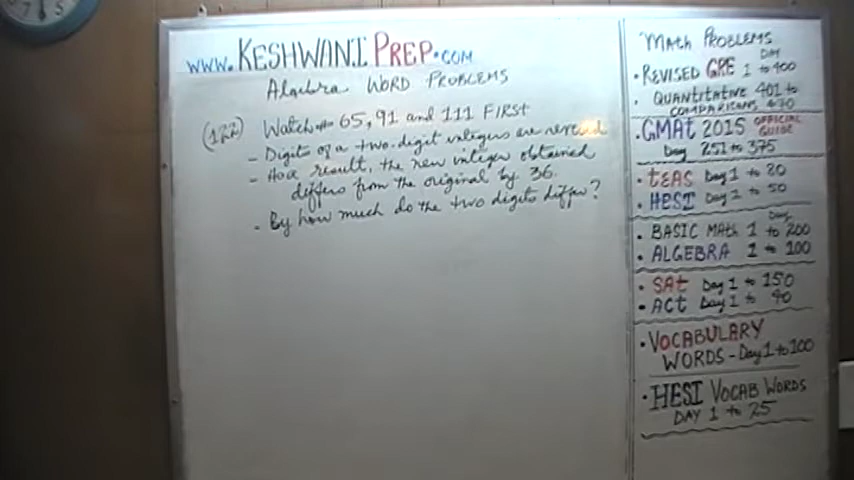 www.KESHWANIPREP.COM
Algebra WORD PROBLEMS
(122) Watch # 65, 91 and 111 FIRST
- Digits of a two-digit integers are reversed
- As a result, the new integer obtained
differs from the original by 36.
- By how much do the two digits differ?
MATH PROBLEMS
DAY
• REVISED GRE 1 to 400
• QUANTITATIVE 401 to
COMPARISONS 470
• GMAT 2015 OFFICIAL GUIDE
Day 251 to 375
• TEAS Day 1 to 80
• HESI Day 1 to 50
Day
• BASIC MATH 1 to 200
• ALGEBRA 1 to 100
• SAT Day 1 to 150
• ACT Day 1 to 90
• VOCABULARY
WORDS - Day 1 to 100
• HESI VOCAB WORDS
DAY 1 to 25